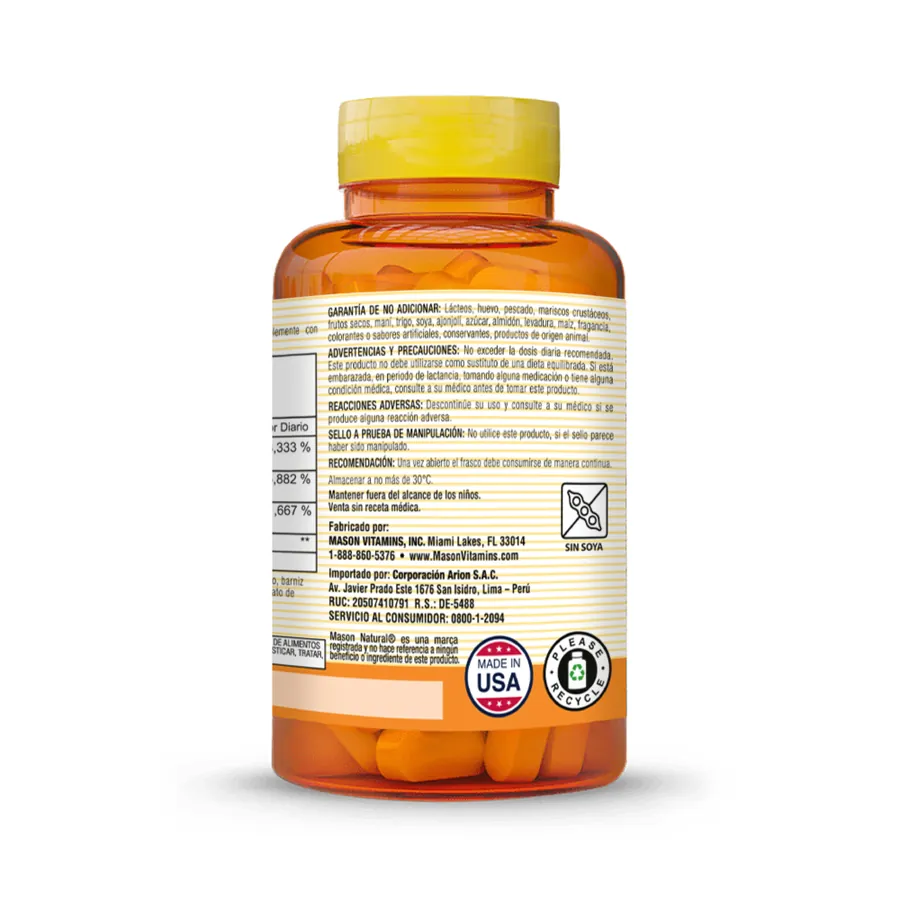 lemente con
or Diario
,333 %
,882 %
,667 %
**
o, barniz
ato de
DE ALIMENTOS
STICAR, TRATAR,
GARANTÍA DE NO ADICIONAR: Lácteos, huevo, pescado, mariscos crustáceos,
frutos secos, maní, trigo, soya, ajonjolí, azúcar, almidón, levadura, maíz, fragancia,
colorantes o sabores artificiales, conservantes, productos de origen animal.
ADVERTENCIAS Y PRECAUCIONES: No exceder la dosis diaria recomendada.
Este producto no debe utilizarse como sustituto de una dieta equilibrada. Si está
embarazada, en periodo de lactancia, tomando alguna medicación o tiene alguna
condición médica, consulte a su médico antes de tomar este producto.
REACCIONES ADVERSAS: Descontinúe su uso y consulte a su médico si se
produce alguna reacción adversa.
SELLO A PRUEBA DE MANIPULACIÓN: No utilice este producto, si el sello parece
haber sido manipulado.
RECOMENDACIÓN: Una vez abierto el frasco debe consumirse de manera continua.
Almacenar a no más de 30°C.
Mantener fuera del alcance de los niños.
Venta sin receta médica.
SIN SOYA
Fabricado por:
MASON VITAMINS, INC. Miami Lakes, FL 33014
1-888-860-5376 • www.MasonVitamins.com
Importado por: Corporación Arion S.A.C.
Av. Javier Prado Este 1676 San Isidro, Lima – Perú
RUC: 20507410791 R.S.: DE-5488
SERVICIO AL CONSUMIDOR: 0800-1-2094
Mason Natural® es una marca
registrada y no hace referencia a ningún
beneficio o ingrediente de este producto.
MADE IN
USA
PLEASE
RECYCLE